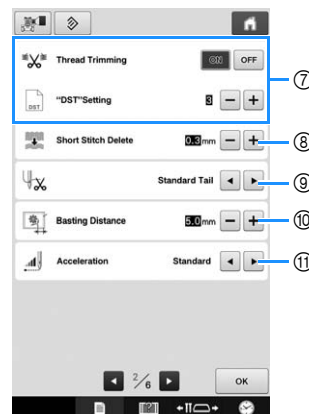 Thread Trimming ON OFF
⑦
DST "DST"Setting 3 − +
Short Stitch Delete 0.3mm − + ⑧
Standard Tail ⑨
Basting Distance 5.0mm − + ⑩
Acceleration Standard ⑪
2/6 OK